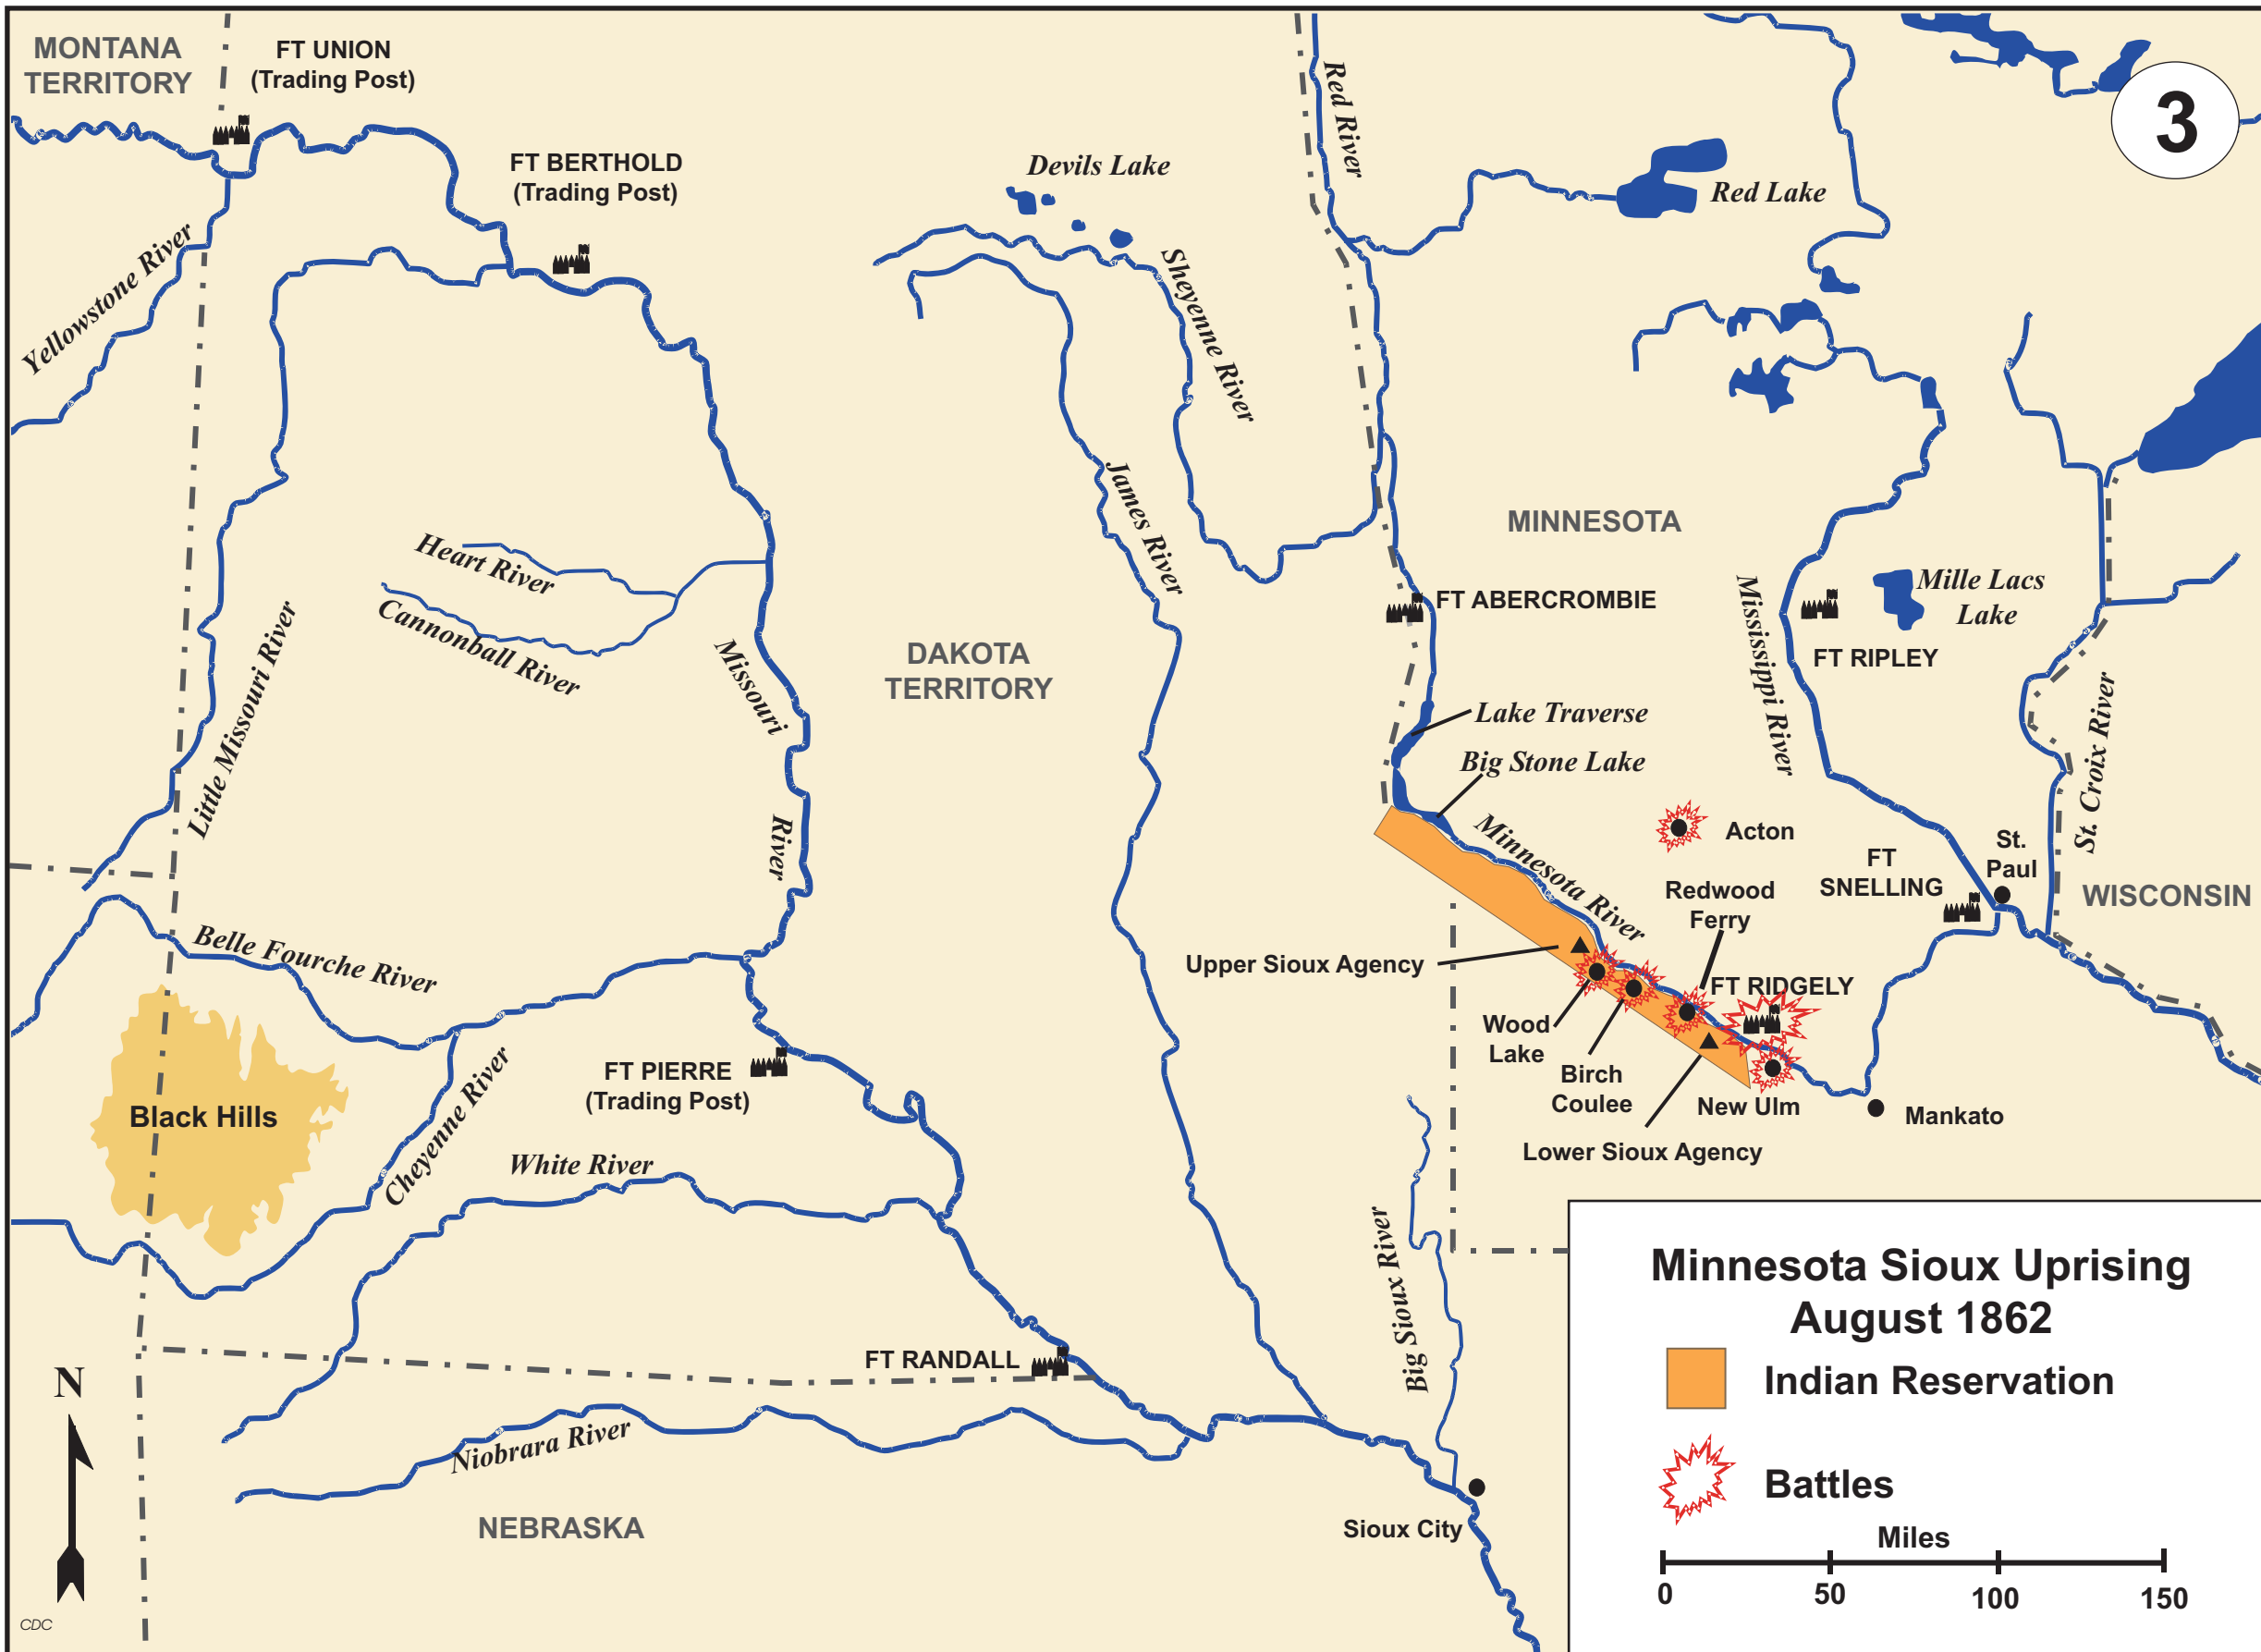 MONTANA
TERRITORY
FT UNION
(Trading Post)
FT BERTHOLD
(Trading Post)
Devils Lake
Red River
Red Lake
3
Yellowstone River
Sheyenne River
James River
Heart River
Cannonball River
Little Missouri River
Missouri
River
DAKOTA
TERRITORY
MINNESOTA
FT ABERCROMBIE
Mississippi River
Mille Lacs
Lake
FT RIPLEY
St. Croix River
Lake Traverse
Big Stone Lake
Minnesota River
Acton
Redwood
Ferry
FT
SNELLING
St.
Paul
WISCONSIN
Belle Fourche River
Black Hills
Cheyenne River
FT PIERRE
(Trading Post)
White River
Upper Sioux Agency
Wood
Lake
Birch
Coulee
FT RIDGELY
New Ulm
Mankato
Lower Sioux Agency
Big Sioux River
FT RANDALL
Niobrara River
NEBRASKA
Sioux City
N
CDC
Minnesota Sioux Uprising
August 1862
Indian Reservation
Battles
Miles
0 50 100 150